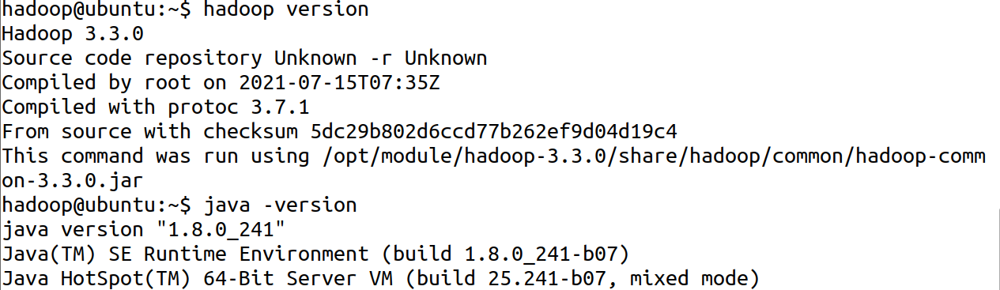 hadoop@ubuntu:~$ hadoop version
Hadoop 3.3.0
Source code repository Unknown -r Unknown
Compiled by root on 2021-07-15T07:35Z
Compiled with protoc 3.7.1
From source with checksum 5dc29b802d6ccd77b262ef9d04d19c4
This command was run using /opt/module/hadoop-3.3.0/share/hadoop/common/hadoop-comm
on-3.3.0.jar
hadoop@ubuntu:~$ java -version
java version "1.8.0_241"
Java(TM) SE Runtime Environment (build 1.8.0_241-b07)
Java HotSpot(TM) 64-Bit Server VM (build 25.241-b07, mixed mode)